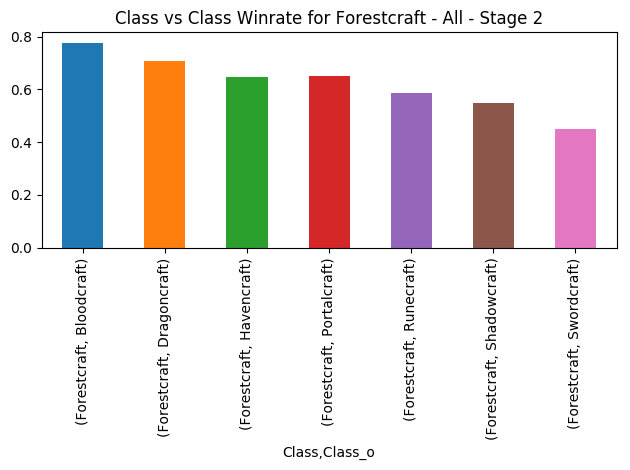 Class vs Class Winrate for Forestcraft - All - Stage 2
0.8
0.6
0.4
0.2
0.0
(Forestcraft, Bloodcraft)
(Forestcraft, Dragoncraft)
(Forestcraft, Havencraft)
(Forestcraft, Portalcraft)
(Forestcraft, Runecraft)
(Forestcraft, Shadowcraft)
(Forestcraft, Swordcraft)
Class,Class_o